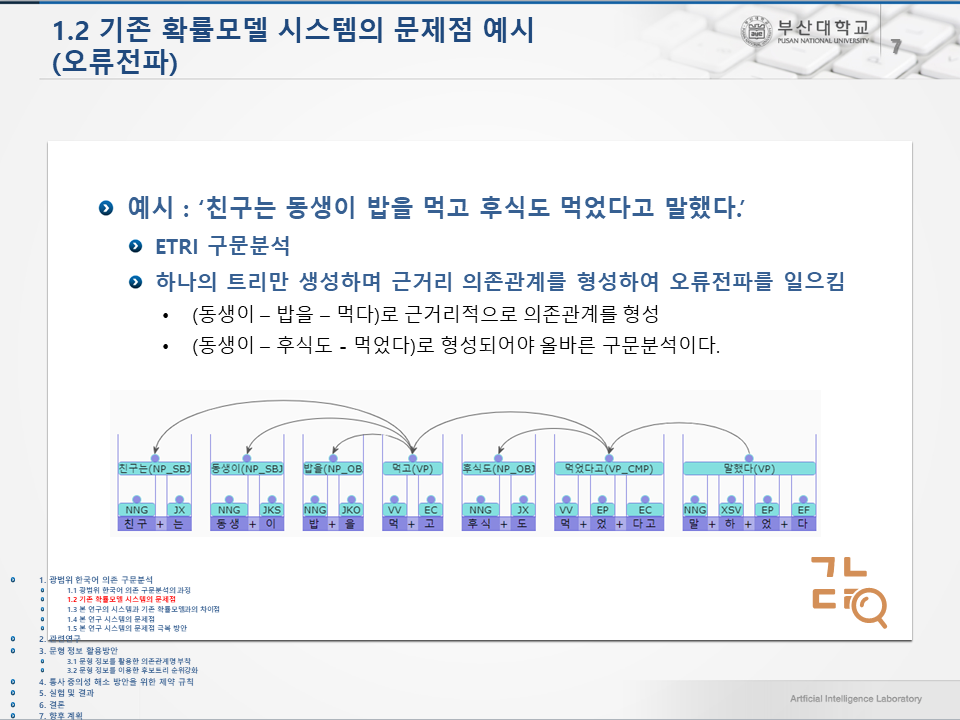 1.2 기존 확률모델 시스템의 문제점 예시
(오류전파)
부산대학교
PUSAN NATIONAL UNIVERSITY
7
예시 : ‘친구는 동생이 밥을 먹고 후식도 먹었다고 말했다.’
ETRI 구문분석
하나의 트리만 생성하며 근거리 의존관계를 형성하여 오류전파를 일으킴
• (동생이 – 밥을 – 먹다)로 근거리적으로 의존관계를 형성
• (동생이 – 후식도 - 먹었다)로 형성되어야 올바른 구문분석이다.
친구는(NP_SBJ 동생이(NP_SBJ 밥을(NP_OB 먹고(VP) 후식도(NP_OBJ 먹었다고(VP_CMP) 말했다(VP)
NNG JX NNG JKS NNG JKO VV EC NNG JX VV EP EC NNG XSV EP EF
친구 + 는 동생 + 이 밥 + 을 먹 + 고 후식 + 도 먹 + 었 + 다고 말 + 하 + 었 + 다
1. 광범위 한국어 의존 구문분석
1.1 광범위 한국어 의존 구문분석의 과정
1.2 기존 확률모델 시스템의 문제점
1.3 본 연구의 시스템과 기존 확률모델과의 차이점
1.4 본 연구 시스템의 문제점
1.5 본 연구 시스템의 문제점 극복 방안
2. 관련연구
3. 문형 정보 활용방안
3.1 문형 정보를 활용한 의존관계명 부착
3.2 문형 정보를 이용한 후보트리 순위강화
4. 통사 중의성 해소 방안을 위한 제약 규칙
5. 실험 및 결과
6. 결론
7. 향후 계획
Artficial Intelligence Laboratory